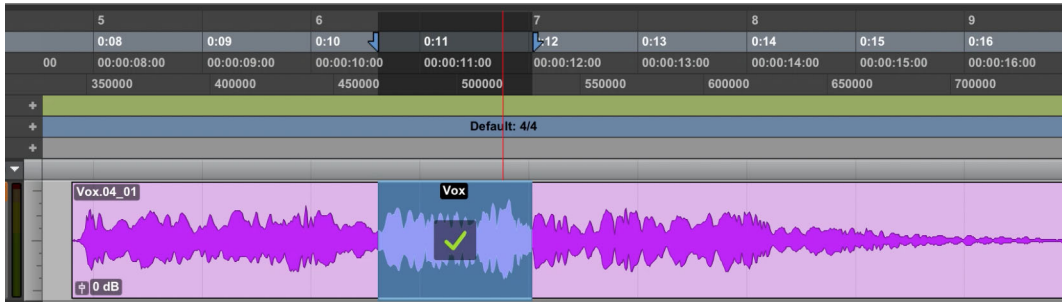 5 6 7 8 9
0:08 0:09 0:10 0:11 :12 0:13 0:14 0:15 0:16
00 00:00:08:00 00:00:09:00 00:00:10:00 00:00:11:00 00:00:12:00 00:00:13:00 00:00:14:00 00:00:15:00 00:00:16:00
350000 400000 450000 500000 550000 600000 650000 700000
+
+ Default: 4/4
+
Vox.04_01 Vox
0 dB